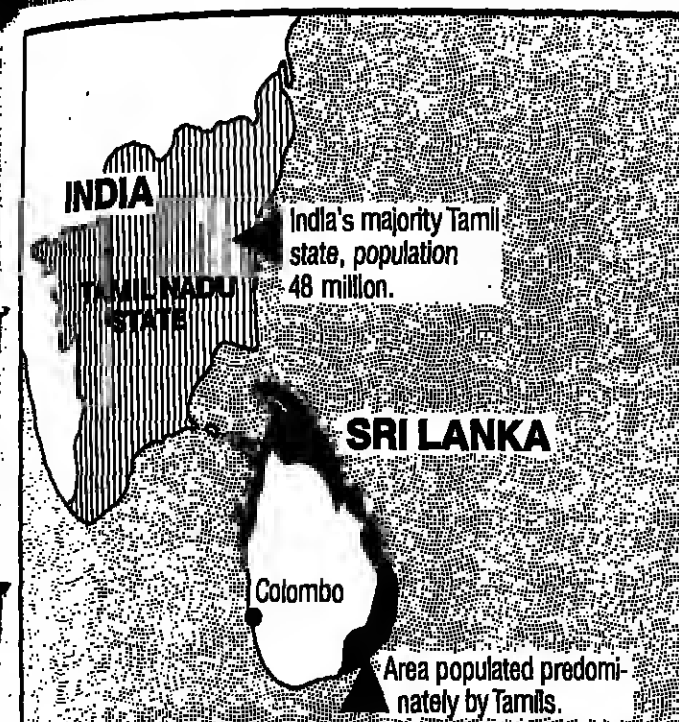 INDIA
India's majority Tamil
state, population
48 million.
TAMIL NADU
STATE
SRI LANKA
Colombo
Area populated predomi-
nately by Tamils.